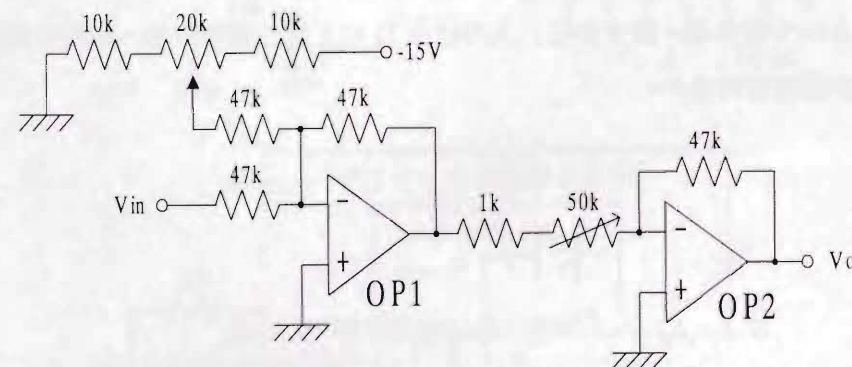 10k 20k 10k
-15V
47k 47k
47k
47k
Vin
−
1k 50k
−
Vo
+
OP1
+
OP2